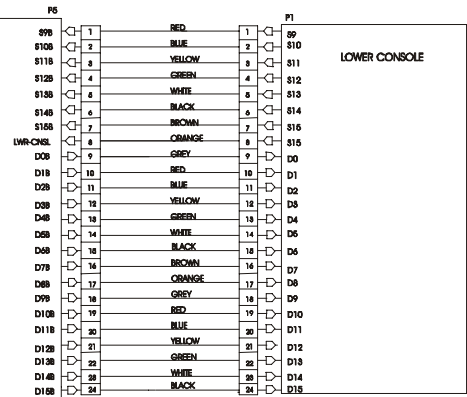 P5 P1
S9B 1 RED 1 S9
S10B 2 BLUE 2 S10
LOWER CONSOLE
S11B 3 YELLOW 3 S11
S12B 4 GREEN 4 S12
S13B 5 WHITE 5 S13
S14B 6 BLACK 6 S14
S15B 7 BROWN 7 S15
LWR-CNSL 8 ORANGE 8 S15
D0B 9 GREY 9 D0
D1B 10 RED 10 D1
D2B 11 BLUE 11 D2
D3B 12 YELLOW 12 D3
D4B 13 GREEN 13 D4
D5B 14 WHITE 14 D5
D6B 15 BLACK 15 D6
D7B 16 BROWN 16 D7
D8B 17 ORANGE 17 D8
D9B 18 GREY 18 D9
D10B 19 RED 19 D10
D11B 20 BLUE 20 D11
D12B 21 YELLOW 21 D12
D13B 22 GREEN 22 D13
D14B 23 WHITE 23 D14
D15B 24 BLACK 24 D15